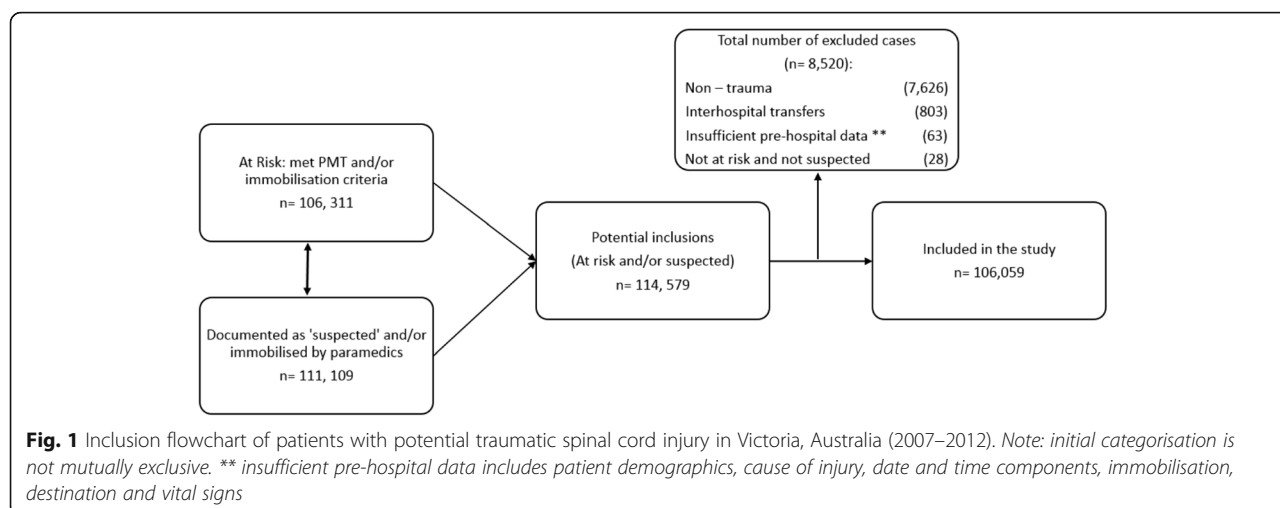 Total number of excluded cases
(n= 8,520):
Non – trauma (7,626)
Interhospital transfers (803)
Insufficient pre-hospital data ** (63)
Not at risk and not suspected (28)
At Risk: met PMT and/or
immobilisation criteria
n= 106, 311
Potential inclusions
(At risk and/or suspected)
n= 114, 579
Included in the study
n= 106,059
Documented as 'suspected' and/or
immobilised by paramedics
n= 111, 109
Fig. 1 Inclusion flowchart of patients with potential traumatic spinal cord injury in Victoria, Australia (2007–2012). Note: initial categorisation is
not mutually exclusive. ** insufficient pre-hospital data includes patient demographics, cause of injury, date and time components, immobilisation,
destination and vital signs